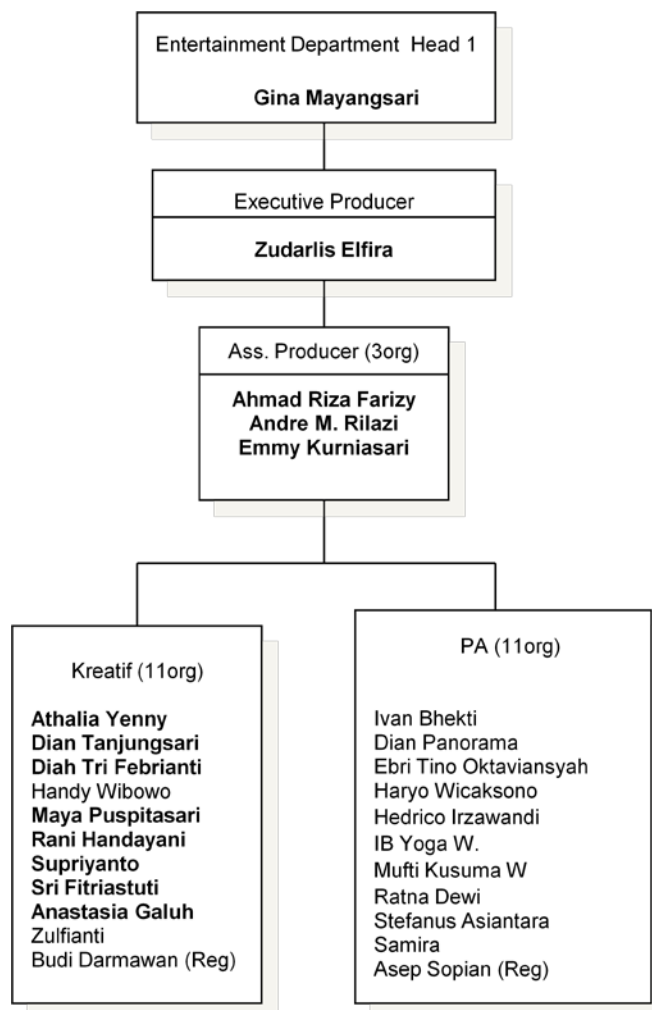 Entertainment Department Head 1
Gina Mayangsari
Executive Producer
Zudarlis Elfira
Ass. Producer (3org)
Ahmad Riza Farizy
Andre M. Rilazi
Emmy Kurniasari
Kreatif (11org)
Athalia Yenny
Dian Tanjungsari
Diah Tri Febrianti
Handy Wibowo
Maya Puspitasari
Rani Handayani
Supriyanto
Sri Fitriastuti
Anastasia Galuh
Zulfianti
Budi Darmawan (Reg)
PA (11org)
Ivan Bhekti
Dian Panorama
Ebri Tino Oktaviansyah
Haryo Wicaksono
Hedrico Irzawandi
IB Yoga W.
Mufti Kusuma W
Ratna Dewi
Stefanus Asiantara
Samira
Asep Sopian (Reg)